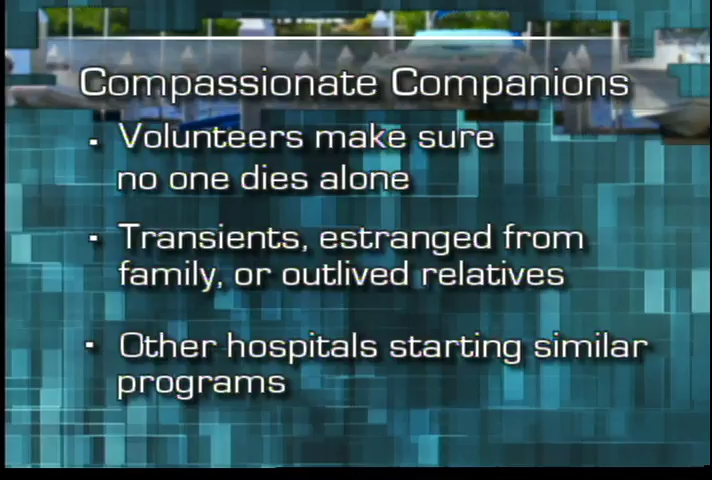 Compassionate Companions
▪ Volunteers make sure
no one dies alone
▪ Transients, estranged from
family, or outlived relatives
▪ Other hospitals starting similar
programs